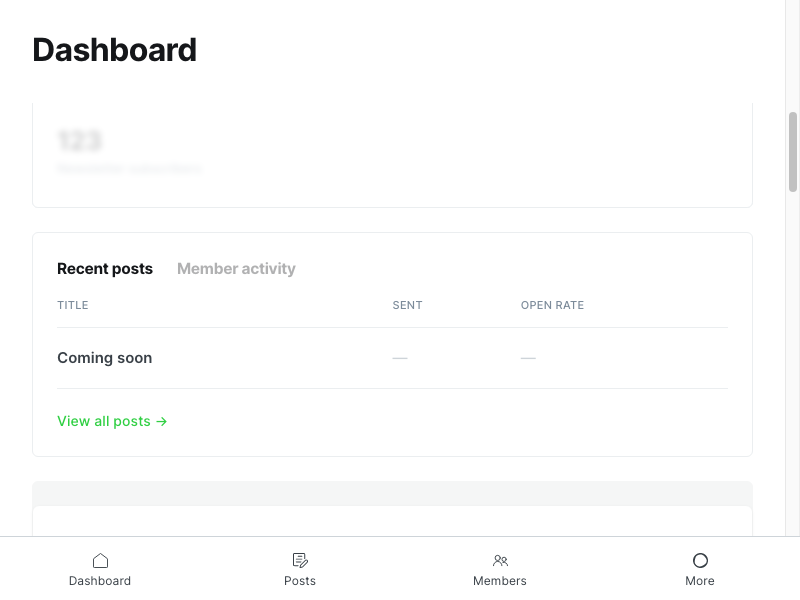 Dashboard
123
Recent posts Member activity
TITLE SENT OPEN RATE
Coming soon — —
View all posts →
Dashboard Posts Members More